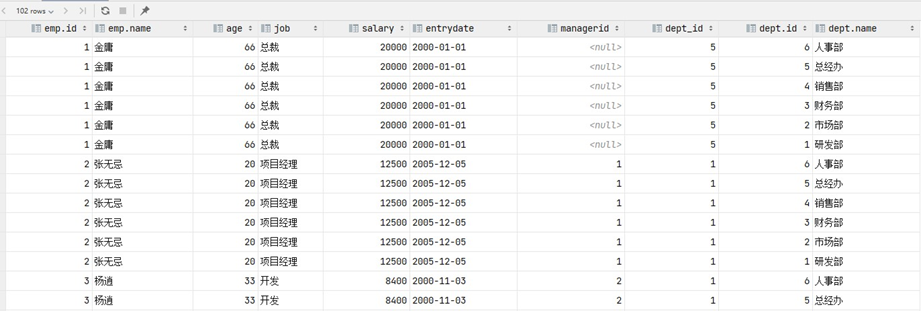 102 rows
emp.id emp.name age job salary entrydate managerid dept_id dept.id dept.name
1 金庸 66 总裁 20000 2000-01-01 <null> 5 6 人事部
1 金庸 66 总裁 20000 2000-01-01 <null> 5 5 总经办
1 金庸 66 总裁 20000 2000-01-01 <null> 5 4 销售部
1 金庸 66 总裁 20000 2000-01-01 <null> 5 3 财务部
1 金庸 66 总裁 20000 2000-01-01 <null> 5 2 市场部
1 金庸 66 总裁 20000 2000-01-01 <null> 5 1 研发部
2 张无忌 20 项目经理 12500 2005-12-05 1 1 6 人事部
2 张无忌 20 项目经理 12500 2005-12-05 1 1 5 总经办
2 张无忌 20 项目经理 12500 2005-12-05 1 1 4 销售部
2 张无忌 20 项目经理 12500 2005-12-05 1 1 3 财务部
2 张无忌 20 项目经理 12500 2005-12-05 1 1 2 市场部
2 张无忌 20 项目经理 12500 2005-12-05 1 1 1 研发部
3 杨逍 33 开发 8400 2000-11-03 2 1 6 人事部
3 杨逍 33 开发 8400 2000-11-03 2 1 5 总经办